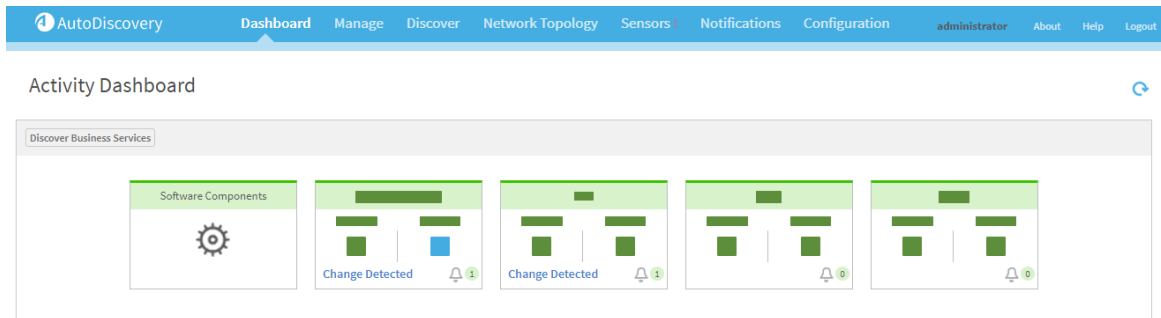 AutoDiscovery Dashboard Manage Discover Network Topology Sensors Notifications Configuration administrator About Help Logout
Activity Dashboard
Discover Business Services
Software Components
Change Detected 1 Change Detected 1 0 0